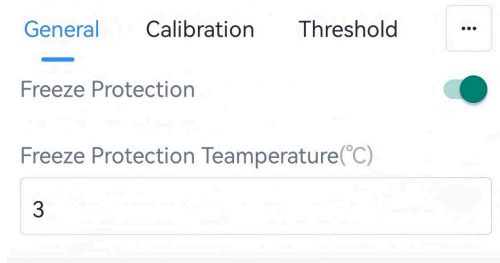 General Calibration Threshold ...
Freeze Protection
Freeze Protection Teamperature(°C)
3